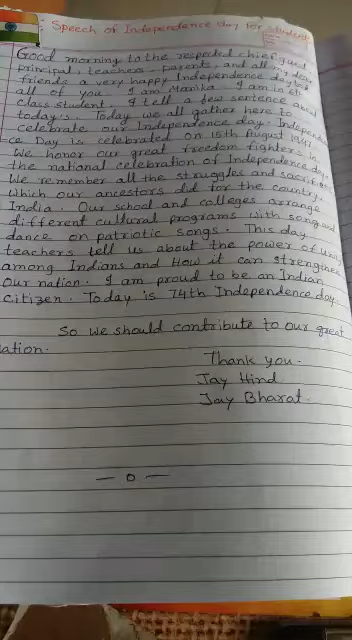 Speech of Independence day for students
Good morning to the respected chief guest
principal, teachers, parents, and all my dear
friends a very happy Independence day to
all of you. I am Manika. I am in 6th
class student. I tell a few sentence about
today's. Today we all gather here to
celebrate our Independence day. Independen
ce Day is celebrated on 15th August 1947
We honor our great freedom fighters in
the national celebration of Independence day.
We remember all the struggles and sacrifices
which our ancestors did for the country,
India. Our school and colleges arrange
different cultural programs with song and
dance on patriotic songs. This day
teachers tell us about the power of unity
among Indians and How it can strengthen
our nation. I am proud to be an Indian
citizen. Today is 74th Independence day.
So we should contribute to our great
ation.
Thank you.
Jay Hind
Jay Bharat.
— 0 —